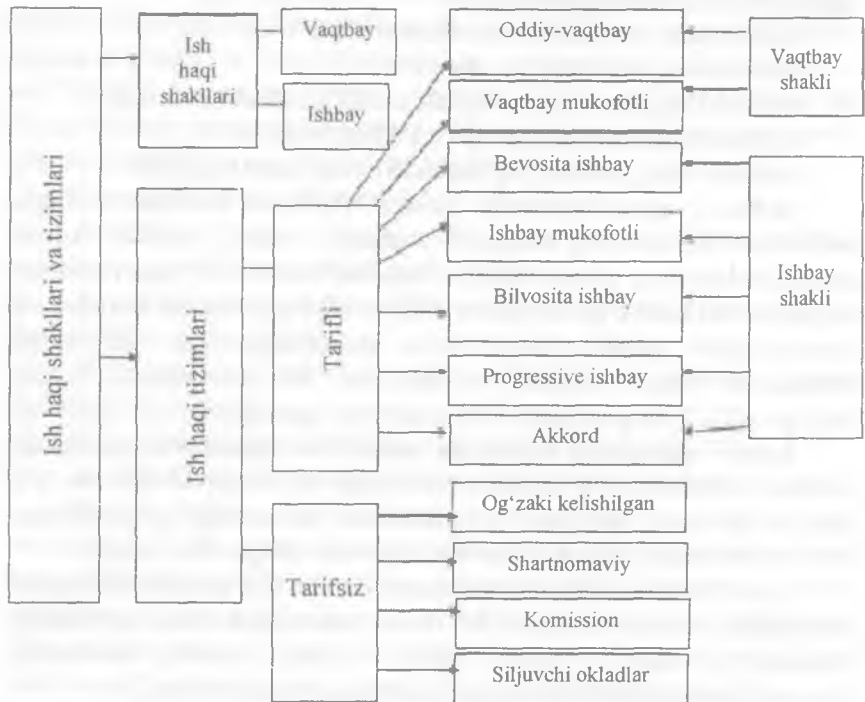 Ish haqi shakllari va tizimlari
Ish
haqi
shakllari
Ish haqi tizimlari
Vaqtbay
Ishbay
Tarifli
Tarifsiz
Oddiy-vaqtbay
Vaqtbay mukofotli
Bevosita ishbay
Ishbay mukofotli
Bilvosita ishbay
Progressive ishbay
Akkord
Og‘zaki kelishilgan
Shartnomaviy
Komission
Siljuvchi okladlar
Vaqtbay
shakli
Ishbay
shakli